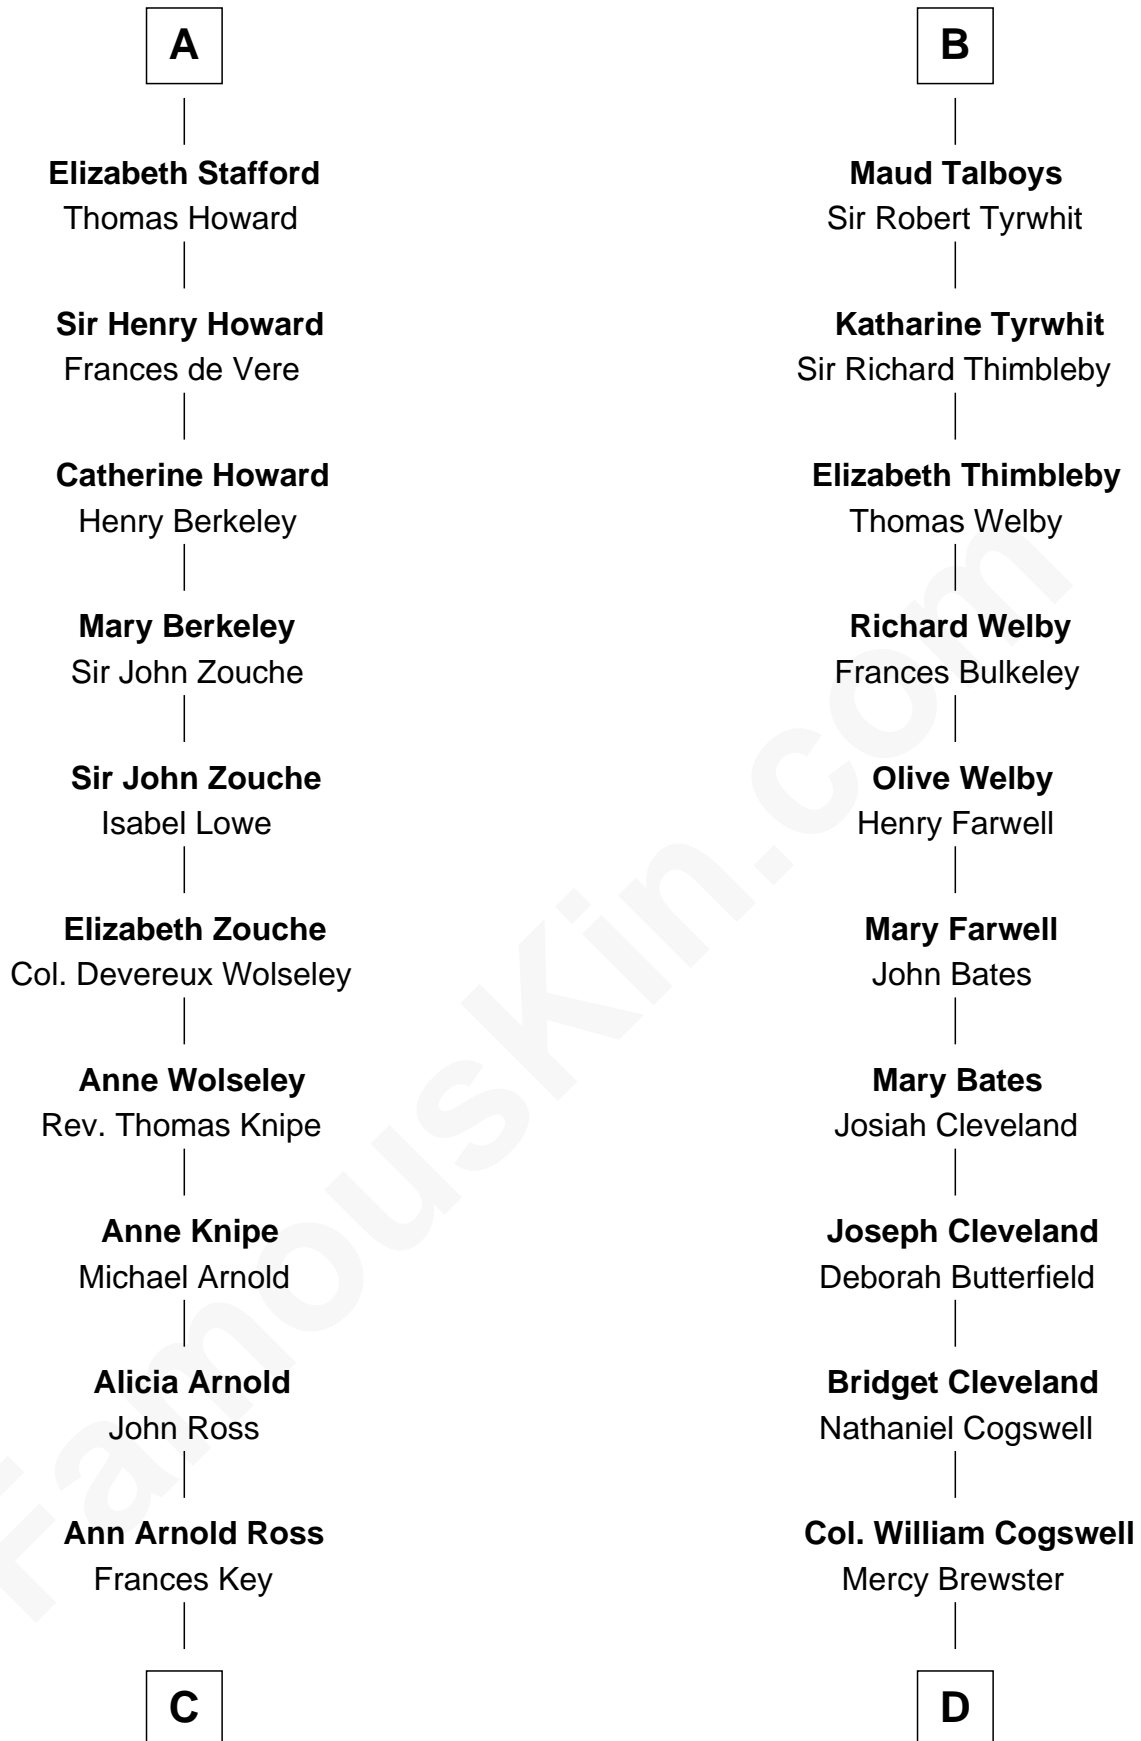 A
Elizabeth Stafford
Thomas Howard
Sir Henry Howard
Frances de Vere
Catherine Howard
Henry Berkeley
Mary Berkeley
Sir John Zouche
Sir John Zouche
Isabel Lowe
Elizabeth Zouche
Col. Devereux Wolseley
Anne Wolseley
Rev. Thomas Knipe
Anne Knipe
Michael Arnold
Alicia Arnold
John Ross
Ann Arnold Ross
Frances Key
C
B
Maud Talboys
Sir Robert Tyrwhit
Katharine Tyrwhit
Sir Richard Thimbleby
Elizabeth Thimbleby
Thomas Welby
Richard Welby
Frances Bulkeley
Olive Welby
Henry Farwell
Mary Farwell
John Bates
Mary Bates
Josiah Cleveland
Joseph Cleveland
Deborah Butterfield
Bridget Cleveland
Nathaniel Cogswell
Col. William Cogswell
Mercy Brewster
D
FamousKin.com